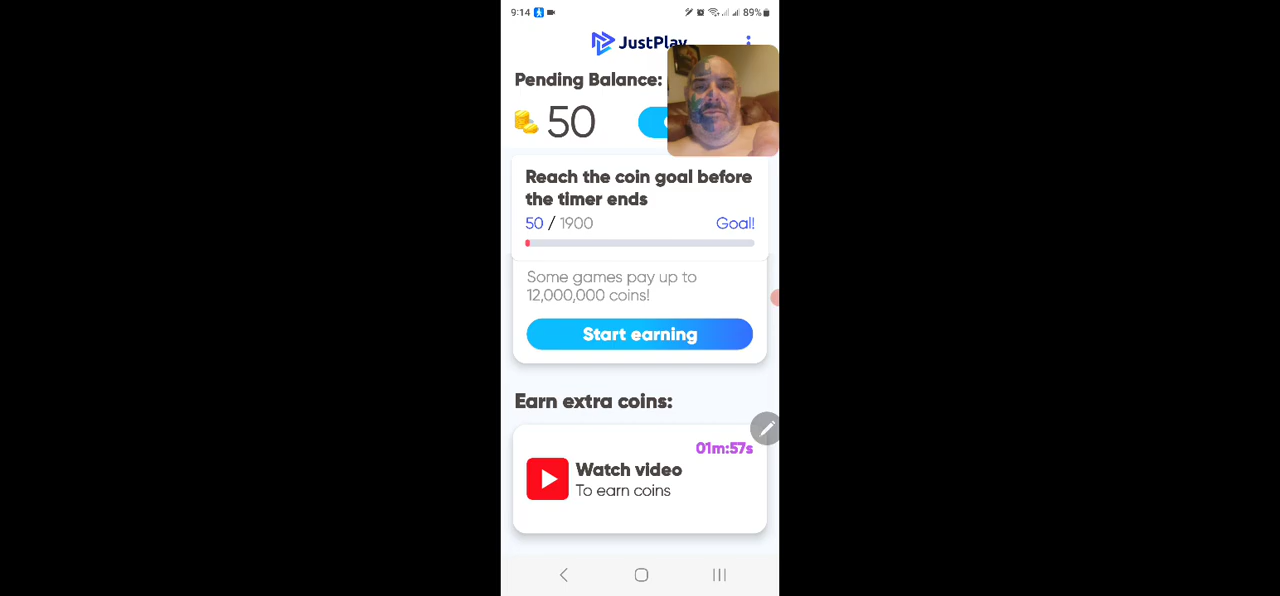 9:14
89%
JustPlay
Pending Balance:
50
Reach the coin goal before
the timer ends
50 / 1900 Goal!
Some games pay up to
12,000,000 coins!
Start earning
Earn extra coins:
01m:57s
Watch video
To earn coins